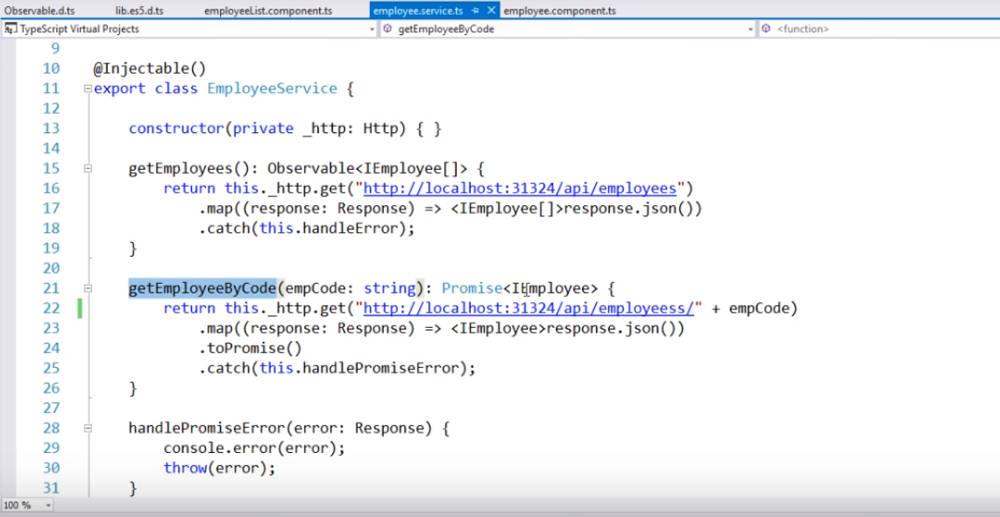 Observable.d.ts lib.es5.d.ts employeeList.component.ts employee.service.ts employee.component.ts
TypeScript Virtual Projects getEmployeeByCode <function>
9
10 @Injectable()
11 export class EmployeeService {
12
13 constructor(private _http: Http) { }
14
15 getEmployees(): Observable<IEmployee[]> {
16 return this._http.get("http://localhost:31324/api/employees")
17 .map((response: Response) => <IEmployee[]>response.json())
18 .catch(this.handleError);
19 }
20
21 getEmployeeByCode(empCode: string): Promise<IEmployee> {
22 return this._http.get("http://localhost:31324/api/employeess/" + empCode)
23 .map((response: Response) => <IEmployee>response.json())
24 .toPromise()
25 .catch(this.handlePromiseError);
26 }
27
28 handlePromiseError(error: Response) {
29 console.error(error);
30 throw(error);
31 }
100 %